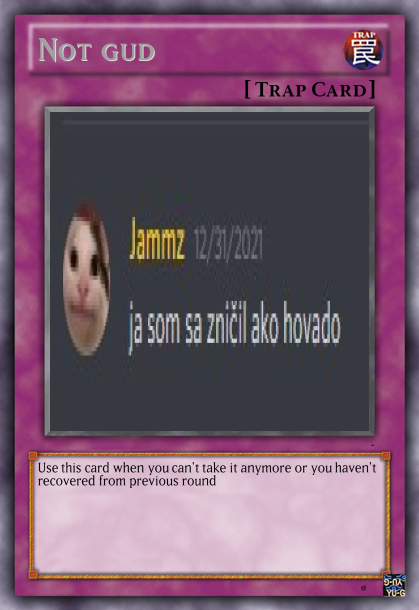 Not gud
TRAP
罠
[Trap Card]
Jammz 12/31/2021
ja som sa zničil ako hovado
Use this card when you can't take it anymore or you haven't
recovered from previous round